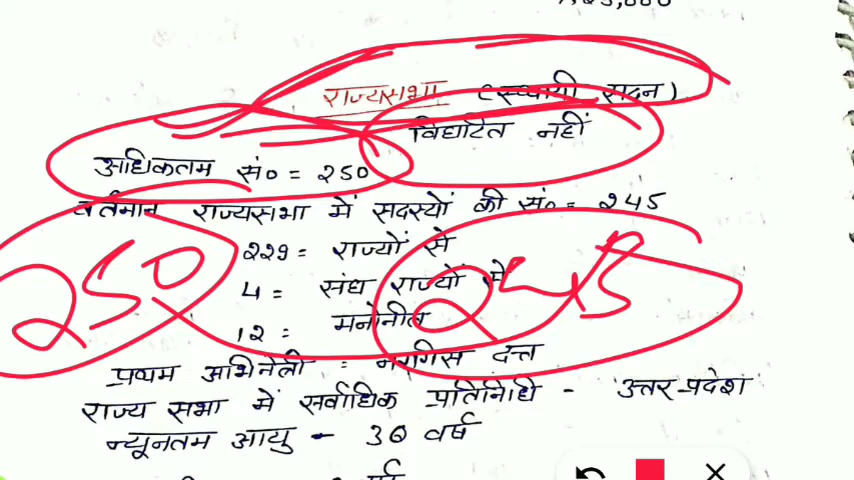 राज्यसभा (स्थायी सदन)
विघटित नहीं
अधिकतम सं० = 250
वर्तमान राज्यसभा में सदस्यों की सं० = 245
229 = राज्यों से
4 = संघ राज्यों से
12 : मनोनीत
250 245
प्रथम अभिनेत्री = नरगिस दत्त
राज्य सभा में सर्वाधिक प्रतिनिधि - उत्तर प्रदेश
न्यूनतम आयु - 30 वर्ष